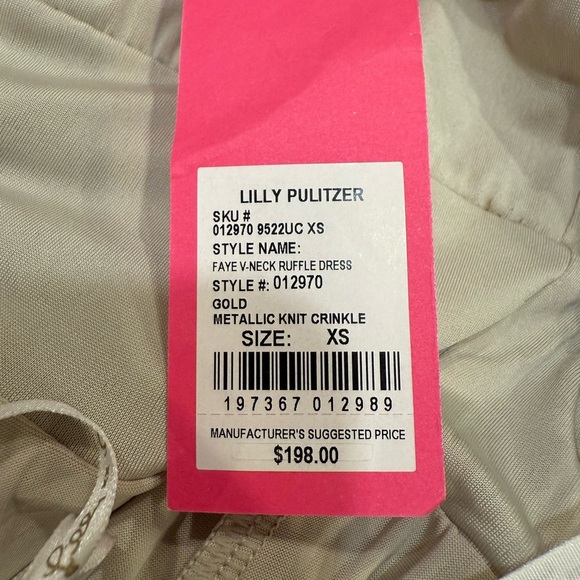 LILLY PULITZER
SKU #
012970 9522UC XS
STYLE NAME:
FAYE V-NECK RUFFLE DRESS
STYLE #: 012970
GOLD
METALLIC KNIT CRINKLE
SIZE: XS
197367 012989
MANUFACTURER'S SUGGESTED PRICE
$198.00